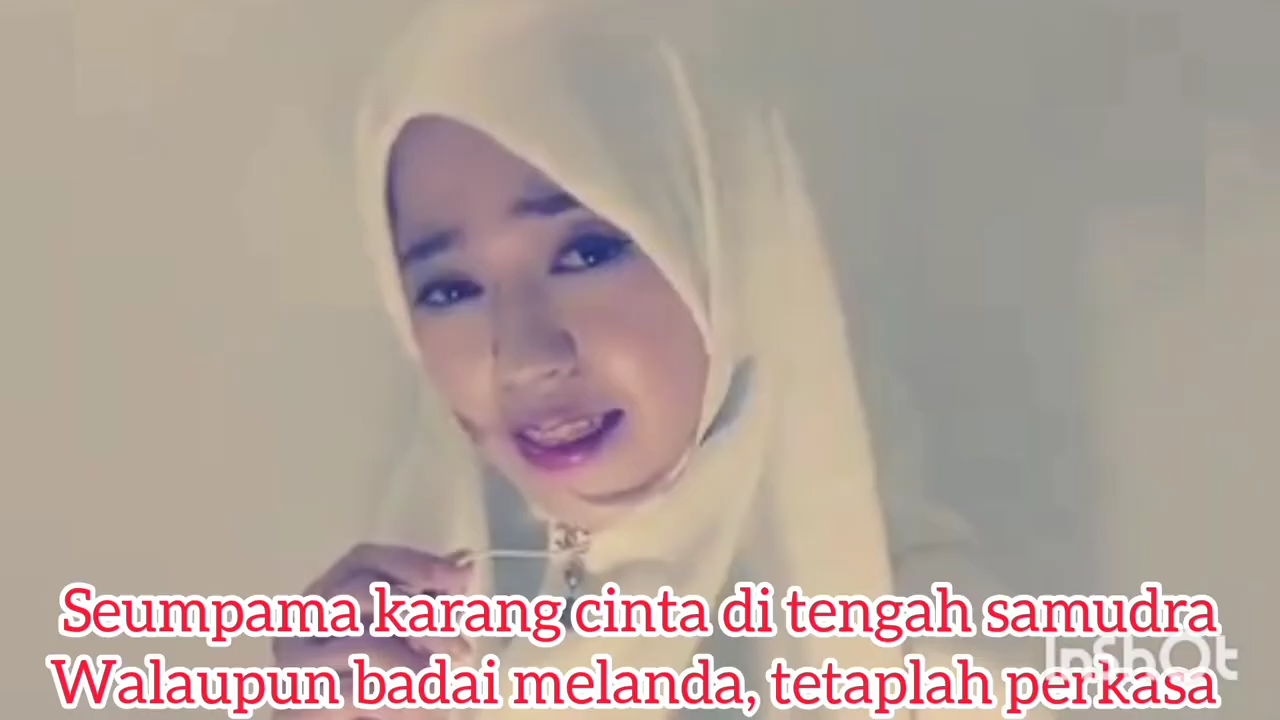 Seumpama karang cinta di tengah samudra
Walaupun badai melanda, tetaplah perkasa
InShOt